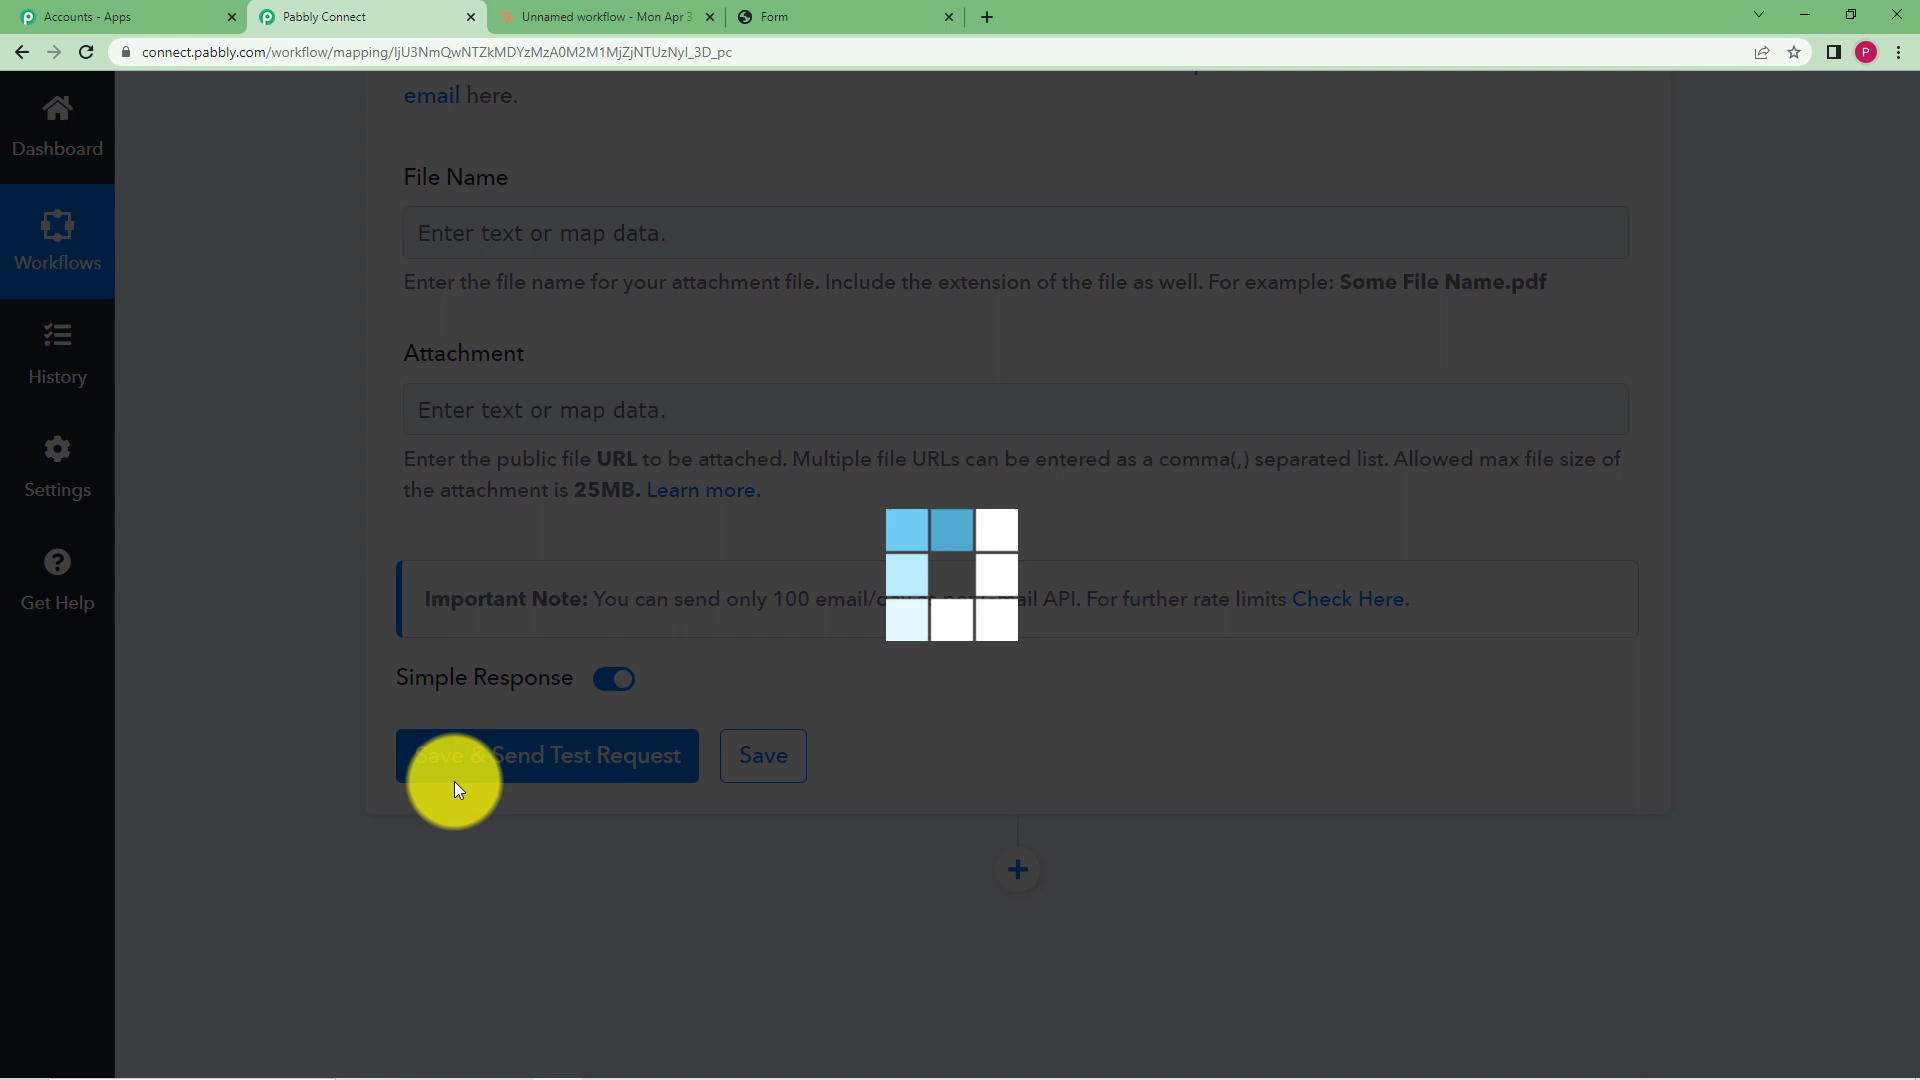 Accounts - Apps
Pabbly Connect
Unnamed workflow - Mon Apr 3
Form
connect.pabbly.com/workflow/mapping/IjU3NmQwNTZkMDYzMzA0M2M1MjZjNTUzNyI_3D_pc
P
Dashboard
Workflows
History
Settings
Get Help
email here.
File Name
Enter text or map data.
Enter the file name for your attachment file. Include the extension of the file as well. For example: Some File Name.pdf
Attachment
Enter text or map data.
Enter the public file URL to be attached. Multiple file URLs can be entered as a comma(,) separated list. Allowed max file size of
the attachment is 25MB. Learn more.
Important Note: You can send only 100 email/ API. For further rate limits Check Here.
Simple Response
Save & Send Test Request
Save